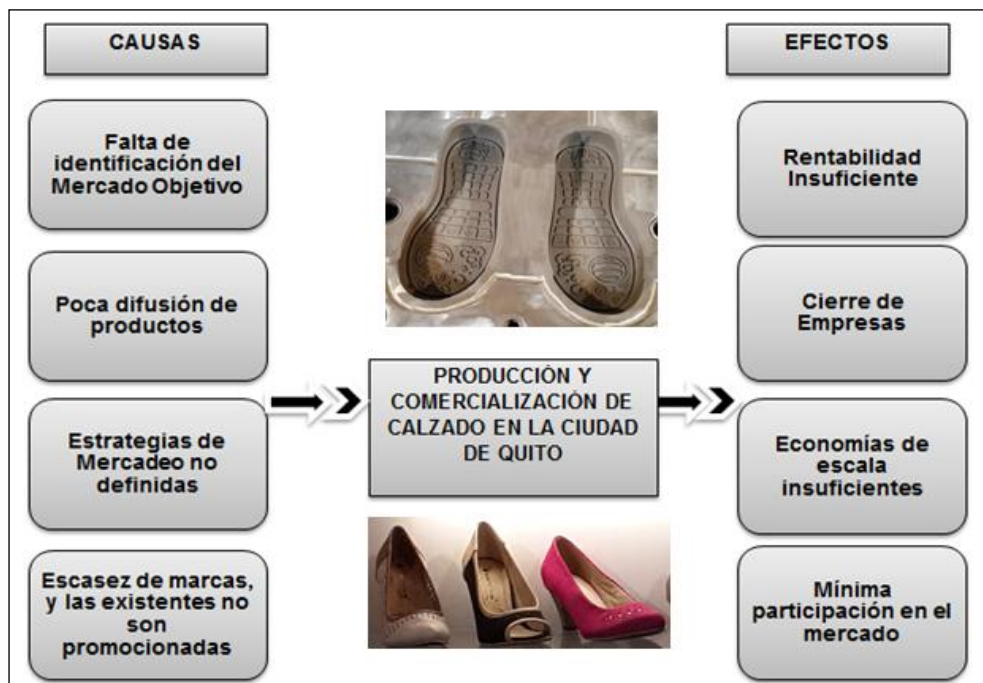 CAUSAS
Falta de
identificación del
Mercado Objetivo
Poca difusión de
productos
Estrategias de
Mercadeo no
definidas
Escasez de marcas,
y las existentes no
son
promocionadas
PRODUCCIÓN Y
COMERCIALIZACIÓN DE
CALZADO EN LA CIUDAD
DE QUITO
EFECTOS
Rentabilidad
Insuficiente
Cierre de
Empresas
Economías de
escala
insuficientes
Mínima
participación en el
mercado